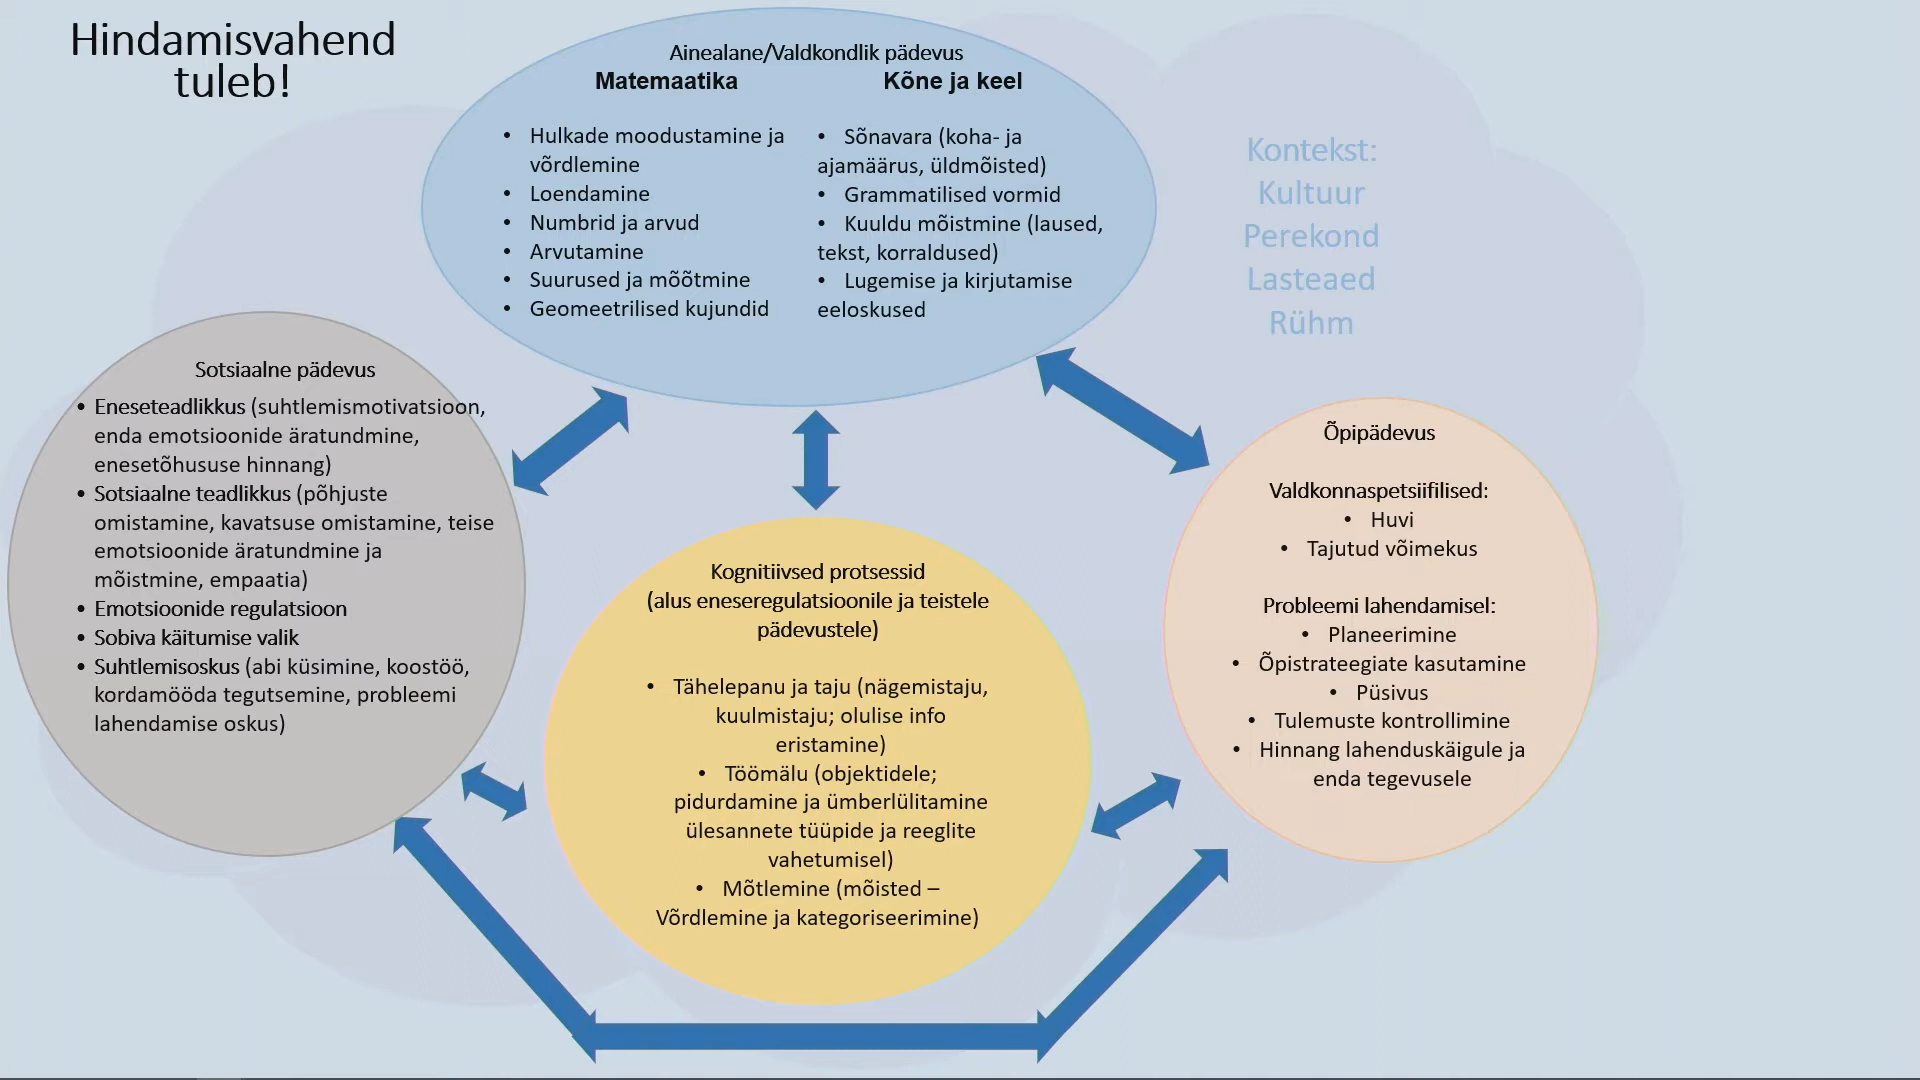 Hindamisvahend
tuleb!
Ainealane/Valdkondlik pädevus
Matemaatika
• Hulkade moodustamine ja
võrdlemine
• Loendamine
• Numbrid ja arvud
• Arvutamine
• Suurused ja mõõtmine
• Geomeetrilised kujundid
Kõne ja keel
• Sõnavara (koha- ja
ajamäärus, üldmõisted)
• Grammatilised vormid
• Kuuldu mõistmine (laused,
tekst, korraldused)
• Lugemise ja kirjutamise
eeloskused
Kontekst:
Kultuur
Perekond
Lasteaed
Rühm
Sotsiaalne pädevus
• Eneseteadlikkus (suhtlemismotivatsioon,
enda emotsioonide äratundmine,
enesetõhususe hinnang)
• Sotsiaalne teadlikkus (põhjuste
omistamine, kavatsuse omistamine, teise
emotsioonide äratundmine ja
mõistmine, empaatia)
• Emotsioonide regulatsioon
• Sobiva käitumise valik
• Suhtlemisoskus (abi küsimine, koostöö,
kordamööda tegutsemine, probleemi
lahendamise oskus)
Kognitiivsed protsessid
(alus eneseregulatsioonile ja teistele
pädevustele)
• Tähelepanu ja taju (nägemistaju,
kuulmistaju; olulise info
eristamine)
• Töömälu (objektidele;
pidurdamine ja ümberlülitamine
ülesannete tüüpide ja reeglite
vahetumisel)
• Mõtlemine (mõisted –
Võrdlemine ja kategoriseerimine)
Õpipädevus
Valdkonnaspetsiifilised:
• Huvi
• Tajutud võimekus
Probleemi lahendamisel:
• Planeerimine
• Õpistrateegiate kasutamine
• Püsivus
• Tulemuste kontrollimine
• Hinnang lahenduskäigule ja
enda tegevusele